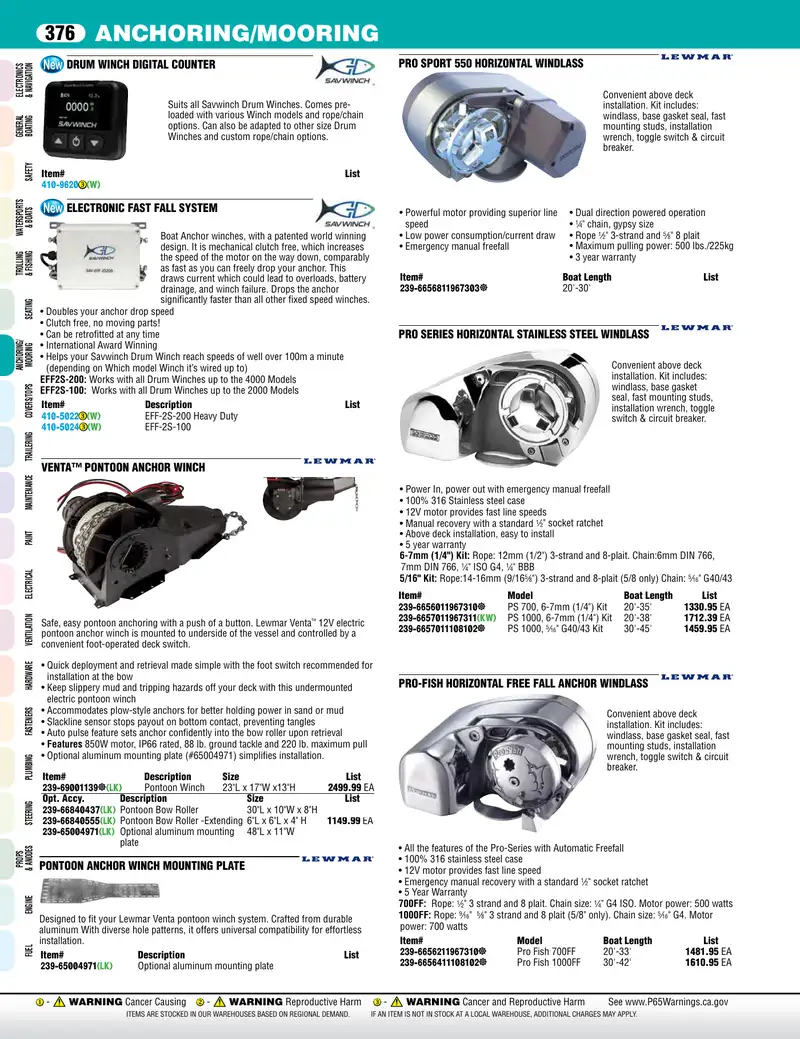 376 ANCHORING/MOORING
ELECTRONICS & NAVIGATION
GENERAL BOATING
SAFETY
WATERSPORTS & BOATS
TROLLING & FISHING
SEATING
ANCHORING/ MOORING
COVERS/TOPS
TRAILERING
MAINTENANCE
PAINT
ELECTRICAL
VENTILATION
HARDWARE
FASTENERS
PLUMBING
STEERING
PROPS & ANODES
ENGINE
FUEL
New DRUM WINCH DIGITAL COUNTER
SAVWINCH
SAVWINCH
Suits all Savwinch Drum Winches. Comes pre-
loaded with various Winch models and rope/chain
options. Can also be adapted to other size Drum
Winches and custom rope/chain options.
Item# List
410-9620 3 (W)
New ELECTRONIC FAST FALL SYSTEM
SAVWINCH
SAVWINCH
Boat Anchor winches, with a patented world winning
design. It is mechanical clutch free, which increases
the speed of the motor on the way down, comparably
as fast as you can freely drop your anchor. This
draws current which could lead to overloads, battery
drainage, and winch failure. Drops the anchor
significantly faster than all other fixed speed winches.
• Doubles your anchor drop speed
• Clutch free, no moving parts!
• Can be retrofitted at any time
• International Award Winning
• Helps your Savwinch Drum Winch reach speeds of well over 100m a minute
(depending on Which model Winch it's wired up to)
EFF2S-200: Works with all Drum Winches up to the 4000 Models
EFF2S-100: Works with all Drum Winches up to the 2000 Models
Item# Description List
410-5022 3 (W) EFF-2S-200 Heavy Duty
410-5024 3 (W) EFF-2S-100
LEWMAR®
VENTA™ PONTOON ANCHOR WINCH
Safe, easy pontoon anchoring with a push of a button. Lewmar Venta™ 12V electric
pontoon anchor winch is mounted to underside of the vessel and controlled by a
convenient foot-operated deck switch.
• Quick deployment and retrieval made simple with the foot switch recommended for
installation at the bow
• Keep slippery mud and tripping hazards off your deck with this undermounted
electric pontoon winch
• Accommodates plow-style anchors for better holding power in sand or mud
• Slackline sensor stops payout on bottom contact, preventing tangles
• Auto pulse feature sets anchor confidently into the bow roller upon retrieval
• Features 850W motor, IP66 rated, 88 lb. ground tackle and 220 lb. maximum pull
• Optional aluminum mounting plate (#65004971) simplifies installation.
Item# Description Size List
239-69001139 (LK) Pontoon Winch 23"L x 17"W x13"H 2499.99 EA
Opt. Accy. Description Size List
239-66840437(LK) Pontoon Bow Roller 30"L x 10"W x 8"H
239-66840555(LK) Pontoon Bow Roller -Extending 6"L x 6"L x 4" H 1149.99 EA
239-65004971(LK) Optional aluminum mounting 48"L x 11"W
plate
LEWMAR®
PONTOON ANCHOR WINCH MOUNTING PLATE
Designed to fit your Lewmar Venta pontoon winch system. Crafted from durable
aluminum With diverse hole patterns, it offers universal compatibility for effortless
installation.
Item# Description List
239-65004971(LK) Optional aluminum mounting plate
LEWMAR®
PRO SPORT 550 HORIZONTAL WINDLASS
Convenient above deck
installation. Kit includes:
windlass, base gasket seal, fast
mounting studs, installation
wrench, toggle switch & circuit
breaker.
• Powerful motor providing superior line
speed
• Low power consumption/current draw
• Emergency manual freefall
• Dual direction powered operation
• ¼" chain, gypsy size
• Rope ½" 3-strand and ⅝" 8 plait
• Maximum pulling power: 500 lbs./225kg
• 3 year warranty
Item# Boat Length List
239-6656811967303 20'-30'
LEWMAR®
PRO SERIES HORIZONTAL STAINLESS STEEL WINDLASS
Convenient above deck
installation. Kit includes:
windlass, base gasket
seal, fast mounting studs,
installation wrench, toggle
switch & circuit breaker.
• Power In, power out with emergency manual freefall
• 100% 316 Stainless steel case
• 12V motor provides fast line speeds
• Manual recovery with a standard ½" socket ratchet
• Above deck installation, easy to install
• 5 year warranty
6-7mm (1/4") Kit: Rope: 12mm (1/2") 3-strand and 8-plait. Chain:6mm DIN 766,
7mm DIN 766, ¼" ISO G4, ¼" BBB
5/16" Kit: Rope:14-16mm (9/16⅝") 3-strand and 8-plait (5/8 only) Chain: 5⁄16" G40/43
Item# Model Boat Length List
239-6656011967310 PS 700, 6-7mm (1/4") Kit 20'-35' 1330.95 EA
239-6657011967311(KW) PS 1000, 6-7mm (1/4") Kit 20'-38' 1712.39 EA
239-6657011108102 PS 1000, 5⁄16" G40/43 Kit 30'-45' 1459.95 EA
LEWMAR®
PRO-FISH HORIZONTAL FREE FALL ANCHOR WINDLASS
Convenient above deck
installation. Kit includes:
windlass, base gasket seal, fast
mounting studs, installation
wrench, toggle switch & circuit
breaker.
• All the features of the Pro-Series with Automatic Freefall
• 100% 316 stainless steel case
• 12V motor provides fast line speed
• Emergency manual recovery with a standard ½" socket ratchet
• 5 Year Warranty
700FF: Rope: ½" 3 strand and 8 plait. Chain size: ¼" G4 ISO. Motor power: 500 watts
1000FF: Rope: 9⁄16" ⅝" 3 strand and 8 plait (5/8" only). Chain size: 5⁄16" G4. Motor
power: 700 watts
Item# Model Boat Length List
239-6656211967310 Pro Fish 700FF 20'-33' 1481.95 EA
239-6656411108102 Pro Fish 1000FF 30'-42' 1610.95 EA
1 - WARNING Cancer Causing 2 - WARNING Reproductive Harm 3 - WARNING Cancer and Reproductive Harm See www.P65Warnings.ca.gov
ITEMS ARE STOCKED IN OUR WAREHOUSES BASED ON REGIONAL DEMAND. IF AN ITEM IS NOT IN STOCK AT A LOCAL WAREHOUSE, ADDITIONAL CHARGES MAY APPLY.